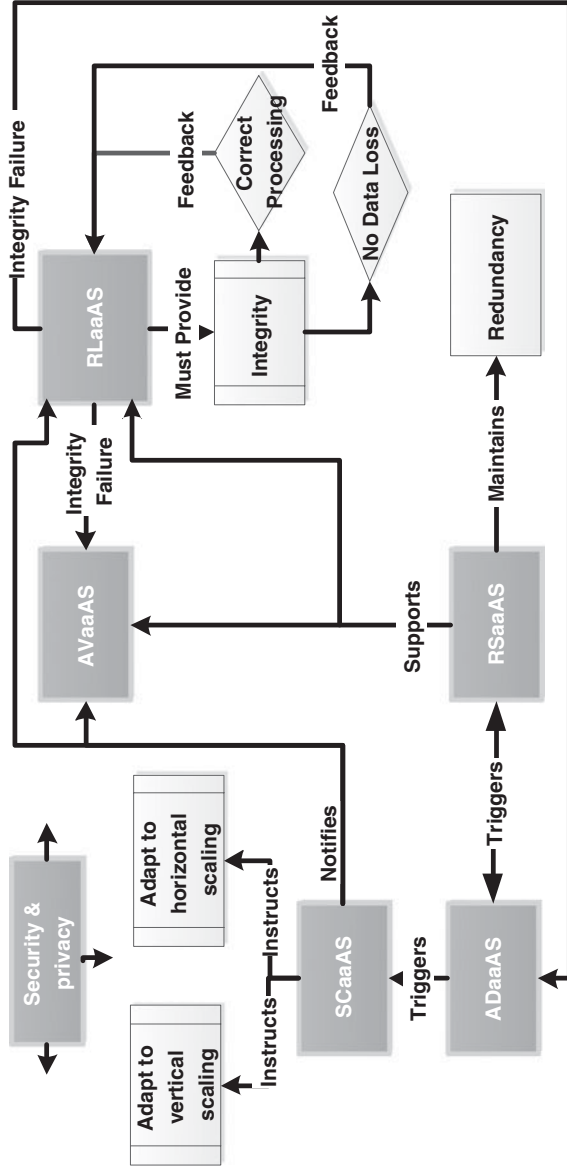 Security &
privacy
Adapt to
vertical
scaling
Adapt to
horizontal
scaling
Instructs
Instructs
Notifies
SCaaAS
Triggers
ADaaAS
Triggers
RSaaAS
Supports
Maintains
Redundancy
AVaaAS
Integrity
Failure
RLaaAS
Integrity Failure
Must Provide
Integrity
Correct
Processing
No Data Loss
Feedback
Feedback